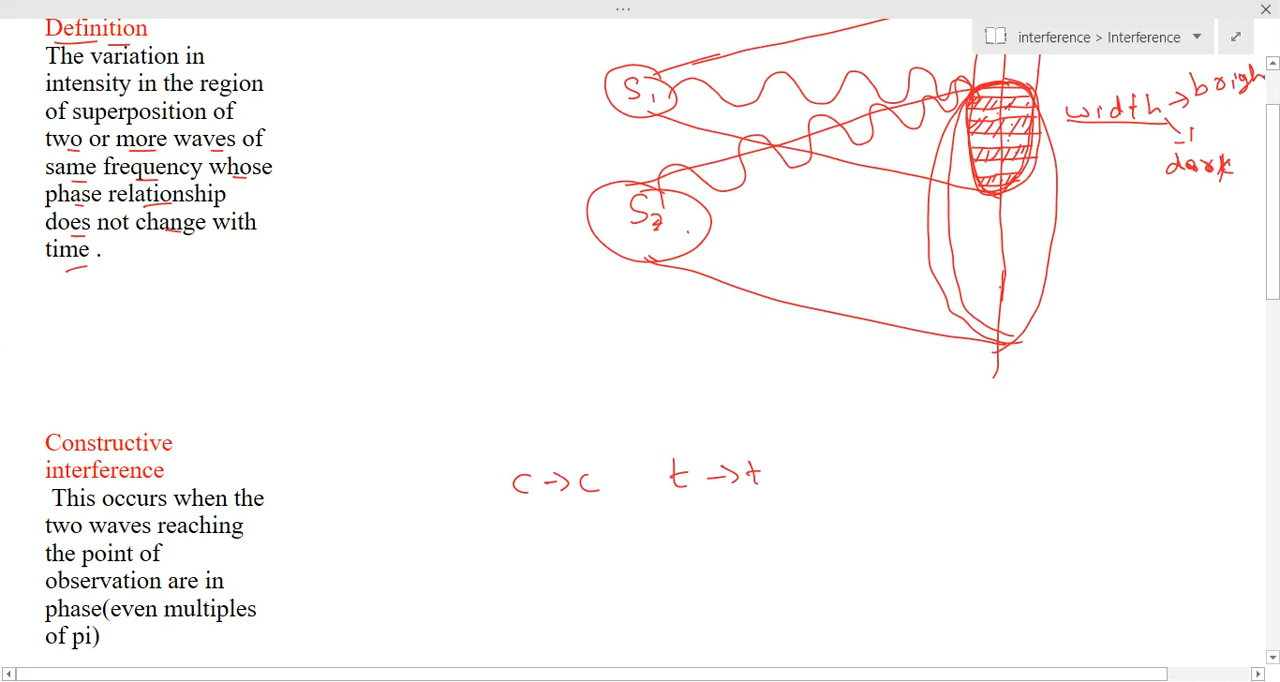 interference > Interference
Definition
The variation in
intensity in the region
of superposition of
two or more waves of
same frequency whose
phase relationship
does not change with
time .
S1
S2
width → brigh
dark
Constructive
interference
This occurs when the
two waves reaching
the point of
observation are in
phase(even multiples
of pi)
c → c t → t